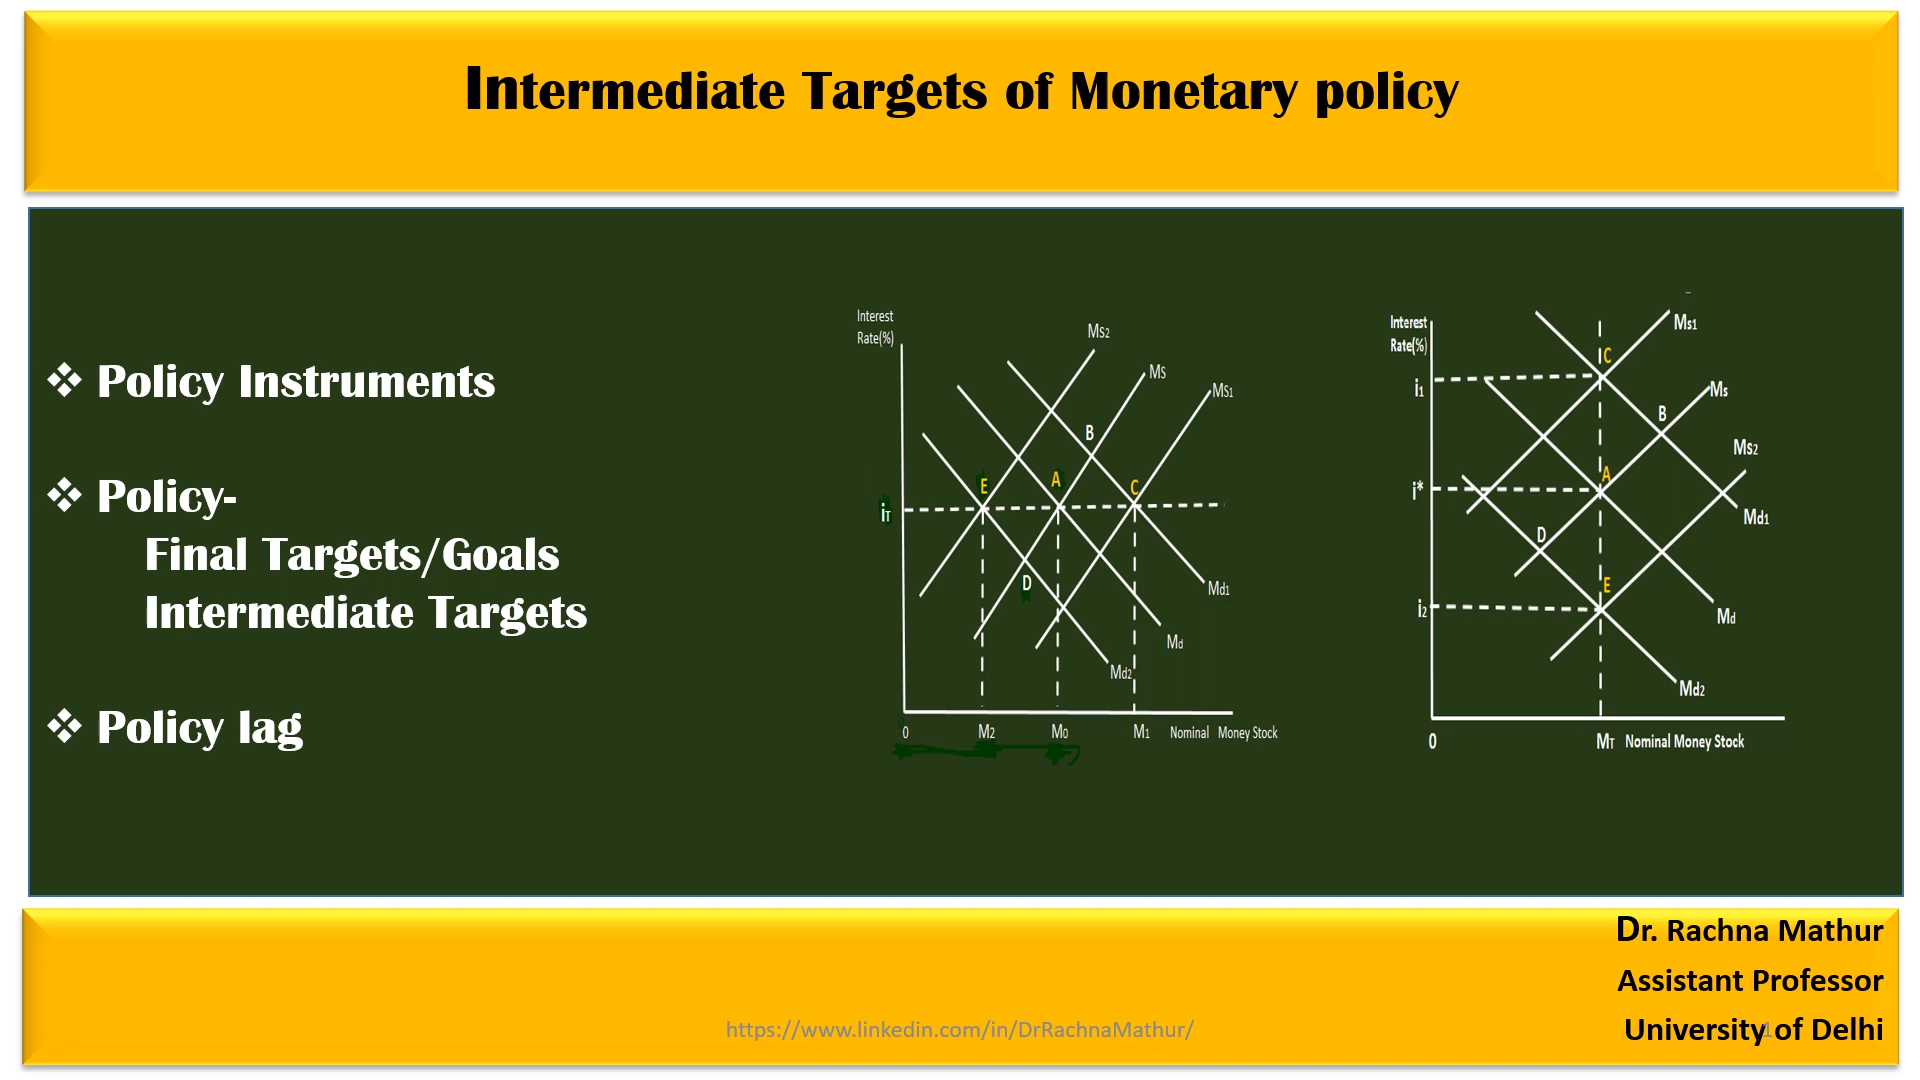 Intermediate Targets of Monetary policy
❖ Policy Instruments
❖ Policy-
Final Targets/Goals
Intermediate Targets
❖ Policy lag
Interest
Rate(%)
Ms2
Ms
Ms1
B
E
A
C
iT
D
Md1
Md
Md2
0
M2
M0
M1
Nominal Money Stock
Interest
Rate(%)
Ms1
C
i1
Ms
B
Ms2
A
i*
Md1
D
E
i2
Md
Md2
0
MT
Nominal Money Stock
Dr. Rachna Mathur
Assistant Professor
University of Delhi
https://www.linkedin.com/in/DrRachnaMathur/
1